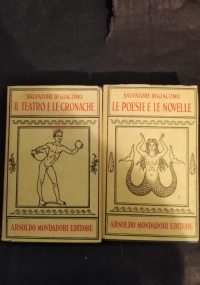 SALVATORE DI GIACOMO
IL TEATRO E LE CRONACHE
ARNOLDO MONDADORI EDITORE
SALVATORE DI GIACOMO
LE POESIE E LE NOVELLE
ARNOLDO MONDADORI EDITORE